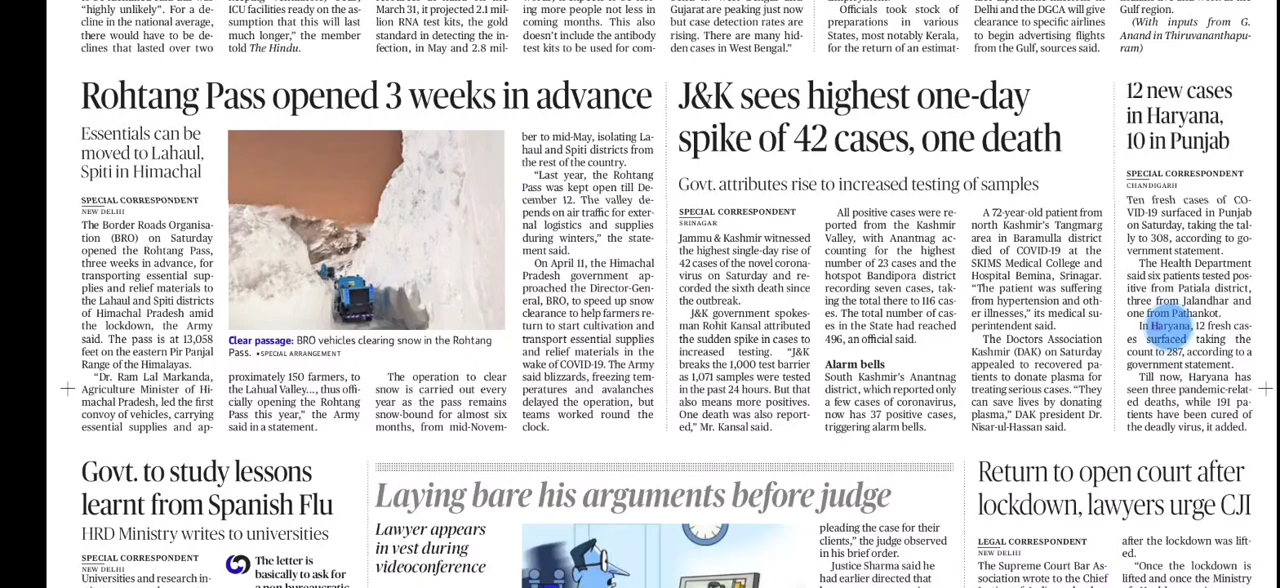 "highly unlikely". For a de-
cline in the national average,
there would have to be de-
clines that lasted over two
ICU facilities ready on the as-
sumption that this will last
much longer," the member
told The Hindu.
March 31, it projected 2.1 mil-
lion RNA test kits, the gold
standard in detecting the in-
fection, in May and 2.8 mil-
ing more people not less in
coming months. This also
doesn't include the antibody
test kits to be used for com-
Gujarat are peaking just now
but case detection rates are
rising. There are many hid-
den cases in West Bengal."
Officials took stock of
preparations in various
States, most notably Kerala,
for the return of an estimat-
Delhi and the DGCA will give
clearance to specific airlines
to begin advertising flights
from the Gulf, sources said.
Gulf region.
(With inputs from G.
Anand in Thiruvananthapu-
ram)
Rohtang Pass opened 3 weeks in advance
Essentials can be
moved to Lahaul,
Spiti in Himachal
SPECIAL CORRESPONDENT
NEW DELHI
The Border Roads Organisa-
tion (BRO) on Saturday
opened the Rohtang Pass,
three weeks in advance, for
transporting essential sup-
plies and relief materials to
the Lahaul and Spiti districts
of Himachal Pradesh amid
the lockdown, the Army
said. The pass is at 13,058
feet on the eastern Pir Panjal
Range of the Himalayas.
"Dr. Ram Lal Markanda,
Agriculture Minister of Hi-
machal Pradesh, led the first
convoy of vehicles, carrying
essential supplies and ap-
Clear passage: BRO vehicles clearing snow in the Rohtang
Pass. •SPECIAL ARRANGEMENT
proximately 150 farmers, to
the Lahual Valley..., thus offi-
cially opening the Rohtang
Pass this year," the Army
said in a statement.
The operation to clear
snow is carried out every
year as the pass remains
snow-bound for almost six
months, from mid-Novem-
ber to mid-May, isolating La-
haul and Spiti districts from
the rest of the country.
"Last year, the Rohtang
Pass was kept open till De-
cember 12. The valley de-
pends on air traffic for exter-
nal logistics and supplies
during winters," the state-
ment said.
On April 11, the Himachal
Pradesh government ap-
proached the Director-Gen-
eral, BRO, to speed up snow
clearance to help farmers re-
turn to start cultivation and
transport essential supplies
and relief materials in the
wake of COVID-19. The Army
said blizzards, freezing tem-
peratures and avalanches
delayed the operation, but
teams worked round the
clock.
J&K sees highest one-day
spike of 42 cases, one death
Govt. attributes rise to increased testing of samples
SPECIAL CORRESPONDENT
SRINAGAR
Jammu & Kashmir witnessed
the highest single-day rise of
42 cases of the novel corona-
virus on Saturday and re-
corded the sixth death since
the outbreak.
J&K government spokes-
man Rohit Kansal attributed
the sudden spike in cases to
increased testing. "J&K
breaks the 1,000 test barrier
as 1,071 samples were tested
in the past 24 hours. But that
also means more positives.
One death was also report-
ed," Mr. Kansal said.
All positive cases were re-
ported from the Kashmir
Valley, with Anantnag ac-
counting for the highest
number of 23 cases and the
hotspot Bandipora district
recording seven cases, tak-
ing the total there to 116 cas-
es. The total number of cas-
es in the State had reached
496, an official said.
Alarm bells
South Kashmir's Anantnag
district, which reported only
a few cases of coronavirus,
now has 37 positive cases,
triggering alarm bells.
A 72-year-old patient from
north Kashmir's Tangmarg
area in Baramulla district
died of COVID-19 at the
SKIMS Medical College and
Hospital Bemina, Srinagar.
"The patient was suffering
from hypertension and oth-
er illnesses," its medical su-
perintendent said.
The Doctors Association
Kashmir (DAK) on Saturday
appealed to recovered pa-
tients to donate plasma for
treating serious cases. "They
can save lives by donating
plasma," DAK president Dr.
Nisar-ul-Hassan said.
12 new cases
in Haryana,
10 in Punjab
SPECIAL CORRESPONDENT
CHANDIGARH
Ten fresh cases of CO-
VID-19 surfaced in Punjab
on Saturday, taking the tal-
ly to 308, according to go-
vernment statement.
The Health Department
said six patients tested pos-
itive from Patiala district,
three from Jalandhar and
one from Pathankot.
In Haryana, 12 fresh cas-
es surfaced taking the
count to 287, according to a
government statement.
Till now, Haryana has
seen three pandemic-relat-
ed deaths, while 191 pa-
tients have been cured of
the deadly virus, it added.
Govt. to study lessons
learnt from Spanish Flu
HRD Ministry writes to universities
SPECIAL CORRESPONDENT
NEW DELHI
Universities and research in-
The letter is
basically to ask for
Laying bare his arguments before judge
Lawyer appears
in vest during
videoconference
pleading the case for their
clients," the judge observed
in his brief order.
Justice Sharma said he
had earlier directed that
Return to open court after
lockdown, lawyers urge CJI
LEGAL CORRESPONDENT
NEW DELHI
The Supreme Court Bar As-
sociation wrote to the Chief
after the lockdown was lift-
ed.
"Once the lockdown is
lifted and once the Ministry